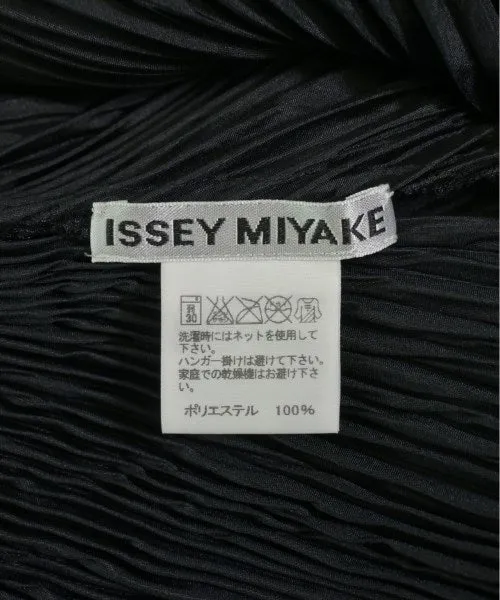 ISSEY MIYAKE
弱
30
洗濯時にはネットを使用して
下さい。
ハンガー掛けは避けて下さい。
家庭での乾燥機はお避け下
さい。
ポリエステル 100%